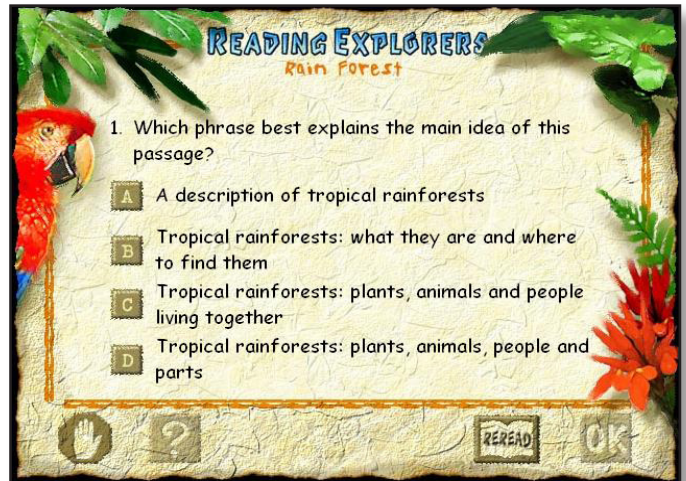 READING EXPLORERS
Rain Forest
1. Which phrase best explains the main idea of this
passage?
A A description of tropical rainforests
B Tropical rainforests: what they are and where
to find them
C Tropical rainforests: plants, animals and people
living together
D Tropical rainforests: plants, animals, people and
parts
? REREAD OK